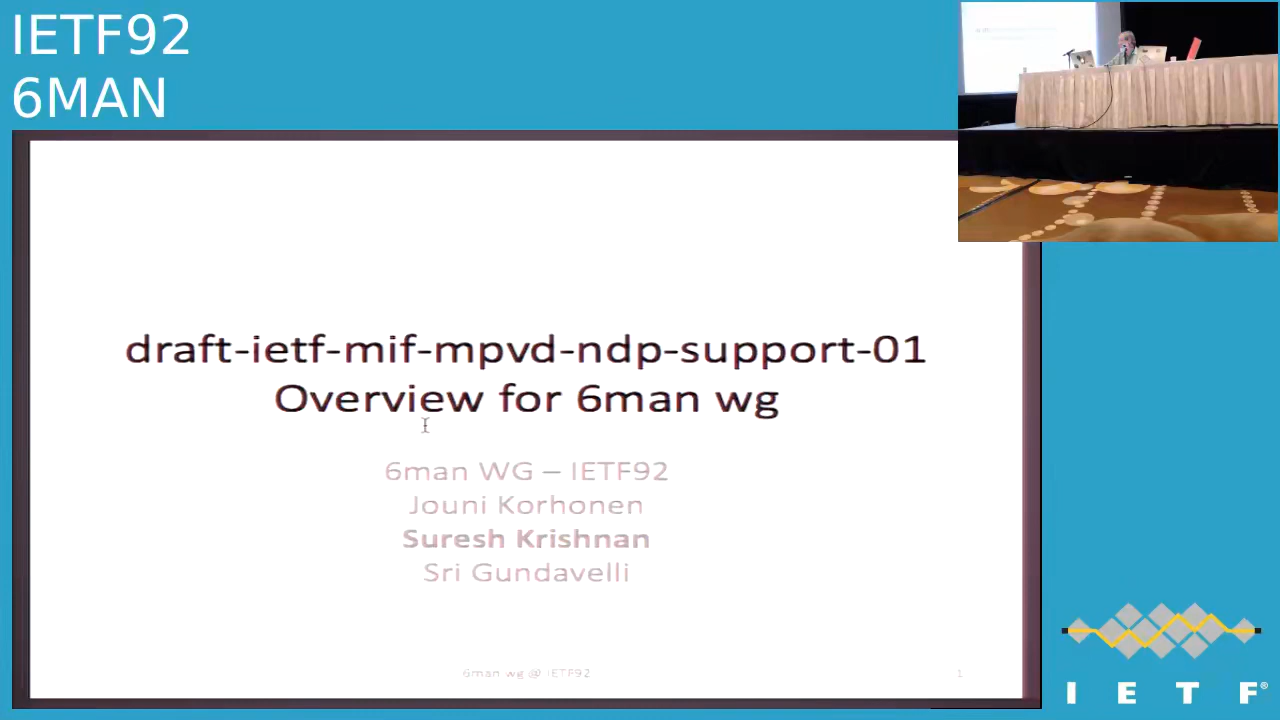 IETF92
6MAN
draft-ietf-mif-mpvd-ndp-support-01
Overview for 6man wg
6man WG – IETF92
Jouni Korhonen
Suresh Krishnan
Sri Gundavelli
6man wg @ IETF92
1
I E T F®